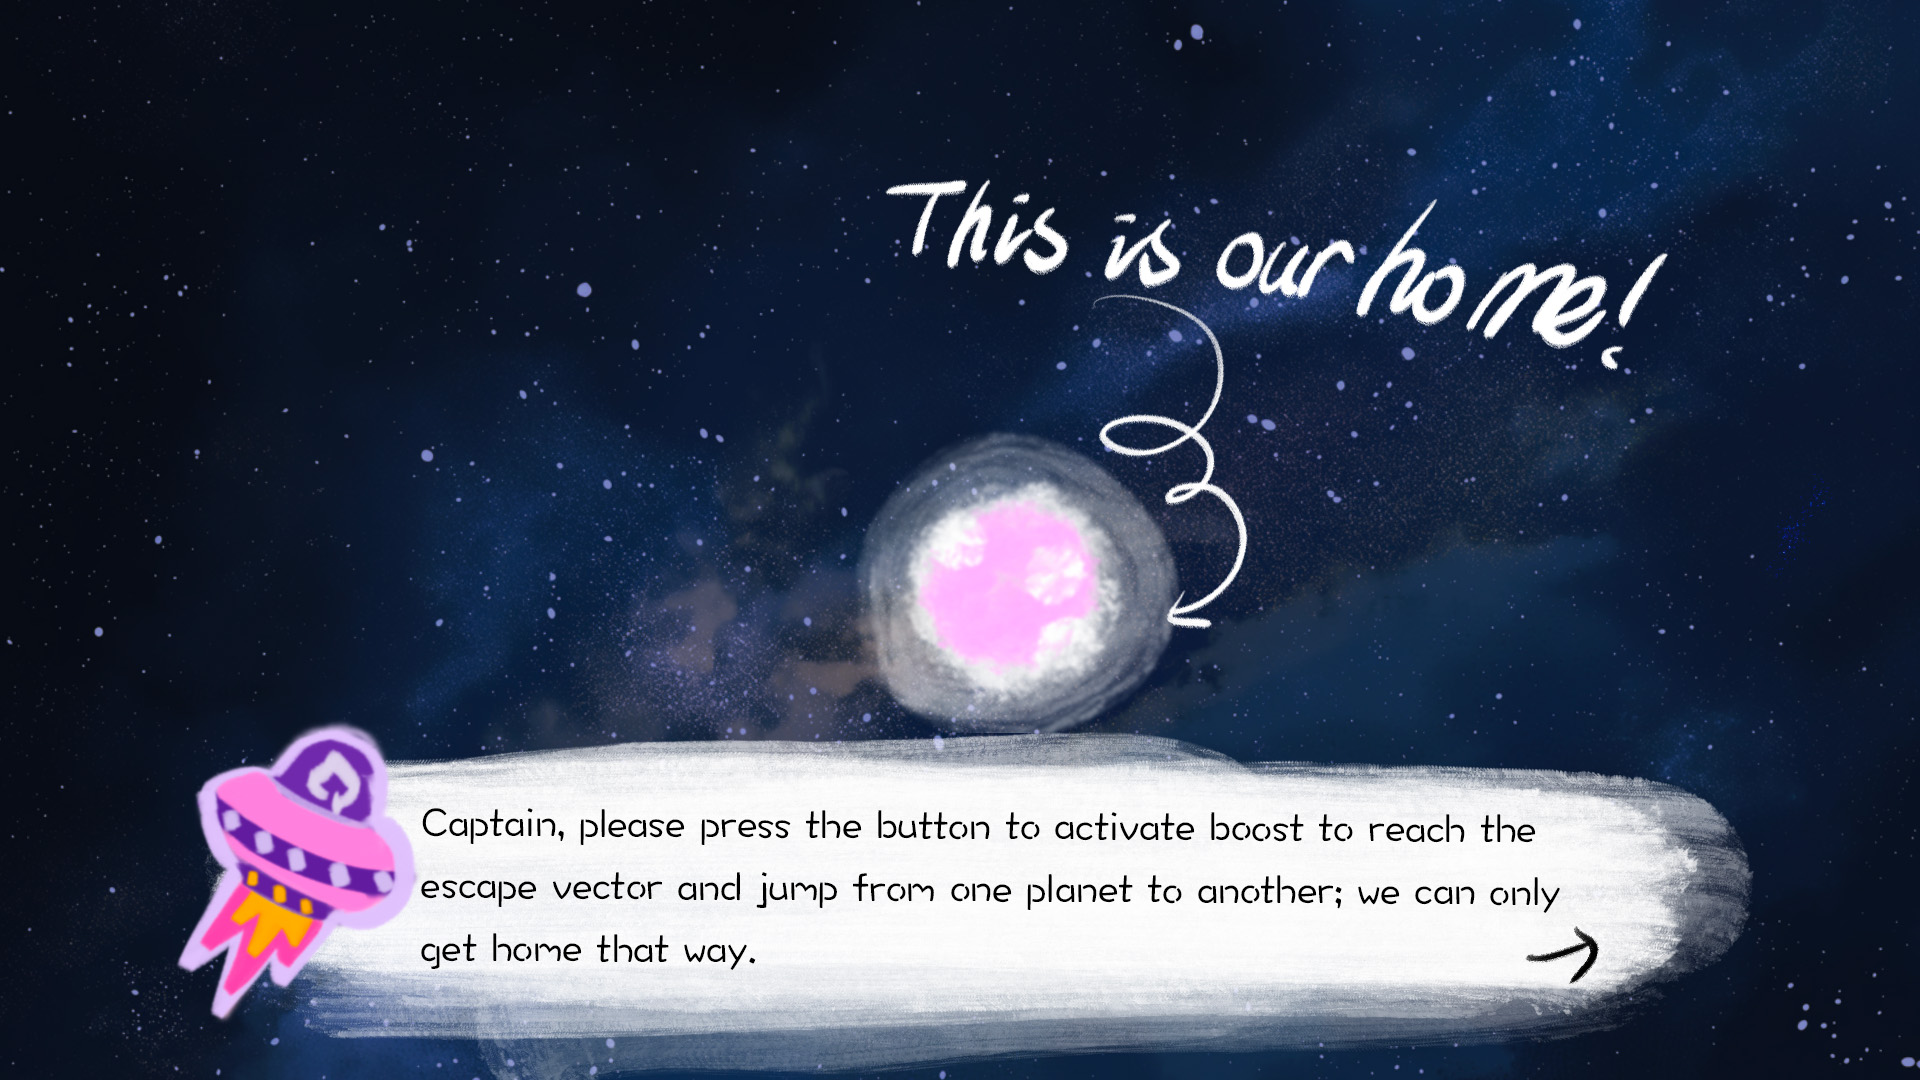 This is our home!
Captain, please press the button to activate boost to reach the
escape vector and jump from one planet to another; we can only
get home that way.